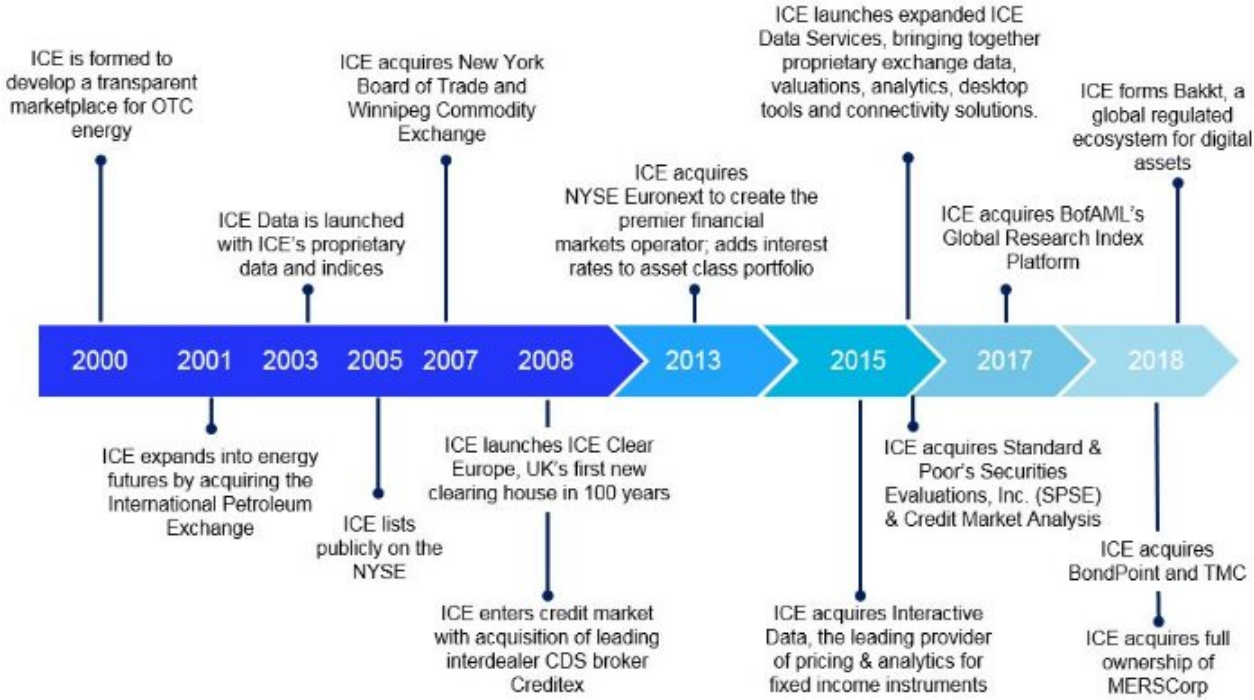 ICE is formed to
develop a transparent
marketplace for OTC
energy
ICE Data is launched
with ICE's proprietary
data and indices
ICE acquires New York
Board of Trade and
Winnipeg Commodity
Exchange
ICE acquires
NYSE Euronext to create the
premier financial
markets operator; adds interest
rates to asset class portfolio
ICE launches expanded ICE
Data Services, bringing together
proprietary exchange data,
valuations, analytics, desktop
tools and connectivity solutions.
ICE acquires BofAML's
Global Research Index
Platform
ICE forms Bakkt, a
global regulated
ecosystem for digital
assets
2000 2001 2003 2005 2007 2008 2013 2015 2017 2018
ICE expands into energy
futures by acquiring the
International Petroleum
Exchange
ICE lists
publicly on the
NYSE
ICE launches ICE Clear
Europe, UK's first new
clearing house in 100 years
ICE enters credit market
with acquisition of leading
interdealer CDS broker
Creditex
ICE acquires Interactive
Data, the leading provider
of pricing & analytics for
fixed income instruments
ICE acquires Standard &
Poor's Securities
Evaluations, Inc. (SPSE)
& Credit Market Analysis
ICE acquires
BondPoint and TMC
ICE acquires full
ownership of
MERSCorp